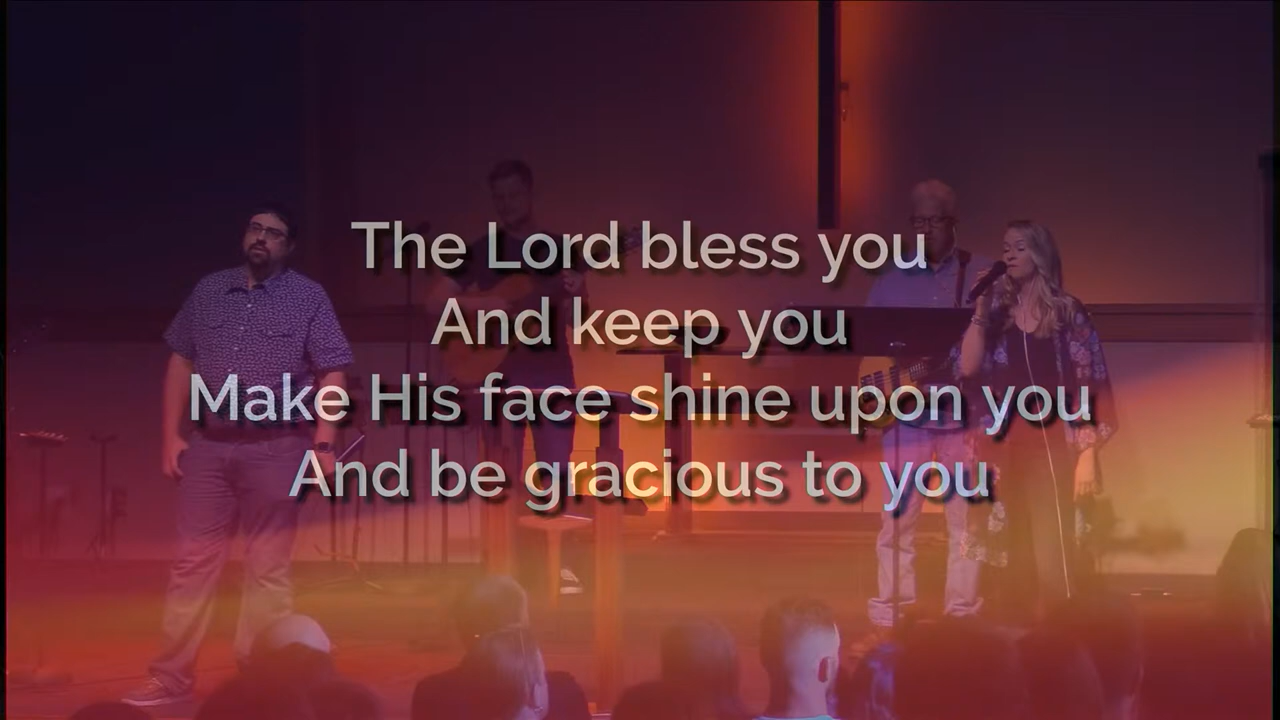 The Lord bless you
And keep you
Make His face shine upon you
And be gracious to you